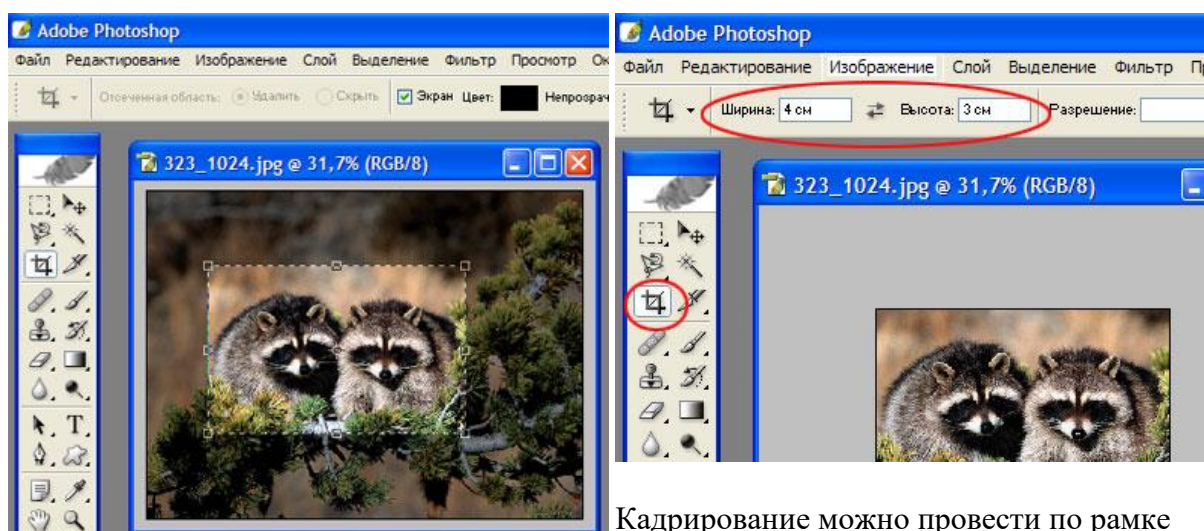 Adobe Photoshop
Файл Редактирование Изображение Слой Выделение Фильтр Просмотр Ок
Отсеченная область: Удалить Скрыть Экран Цвет: Непрозрач
323_1024.jpg @ 31,7% (RGB/8)
T
Adobe Photoshop
Файл Редактирование Изображение Слой Выделение Фильтр Пр
Ширина: 4 см Высота: 3 см Разрешение:
323_1024.jpg @ 31,7% (RGB/8)
Кадрирование можно провести по рамке